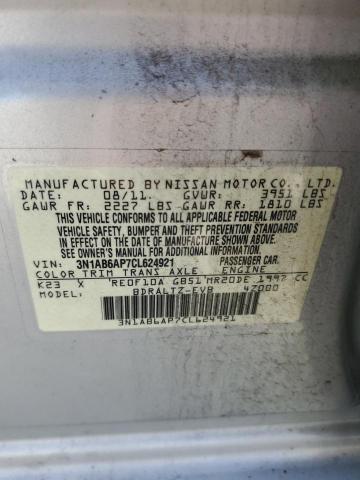 MANUFACTURED BY NISSAN MOTOR CO., LTD.
DATE: 08/11. GVWR: 3951 LBS
GAWR FR: 2227 LBS GAWR RR: 1810 LBS
THIS VEHICLE CONFORMS TO ALL APPLICABLE FEDERAL MOTOR
VEHICLE SAFETY, BUMPER AND THEFT PREVENTION STANDARDS
IN EFFECT ON THE DATE OF MANUFACTURE SHOWN ABOVE.
SEE OWNER'S MANUAL FOR ADDITIONAL INFORMATION.
VIN: 3N1AB6AP7CL624921 PASSENGER CAR.
COLOR TRIM TRANS AXLE ENGINE
K23 X RE0F10A GB51 MR20DE 1997 CC
MODEL: BDRALTZ-EVB 47000
3N1AB6AP7CL624921